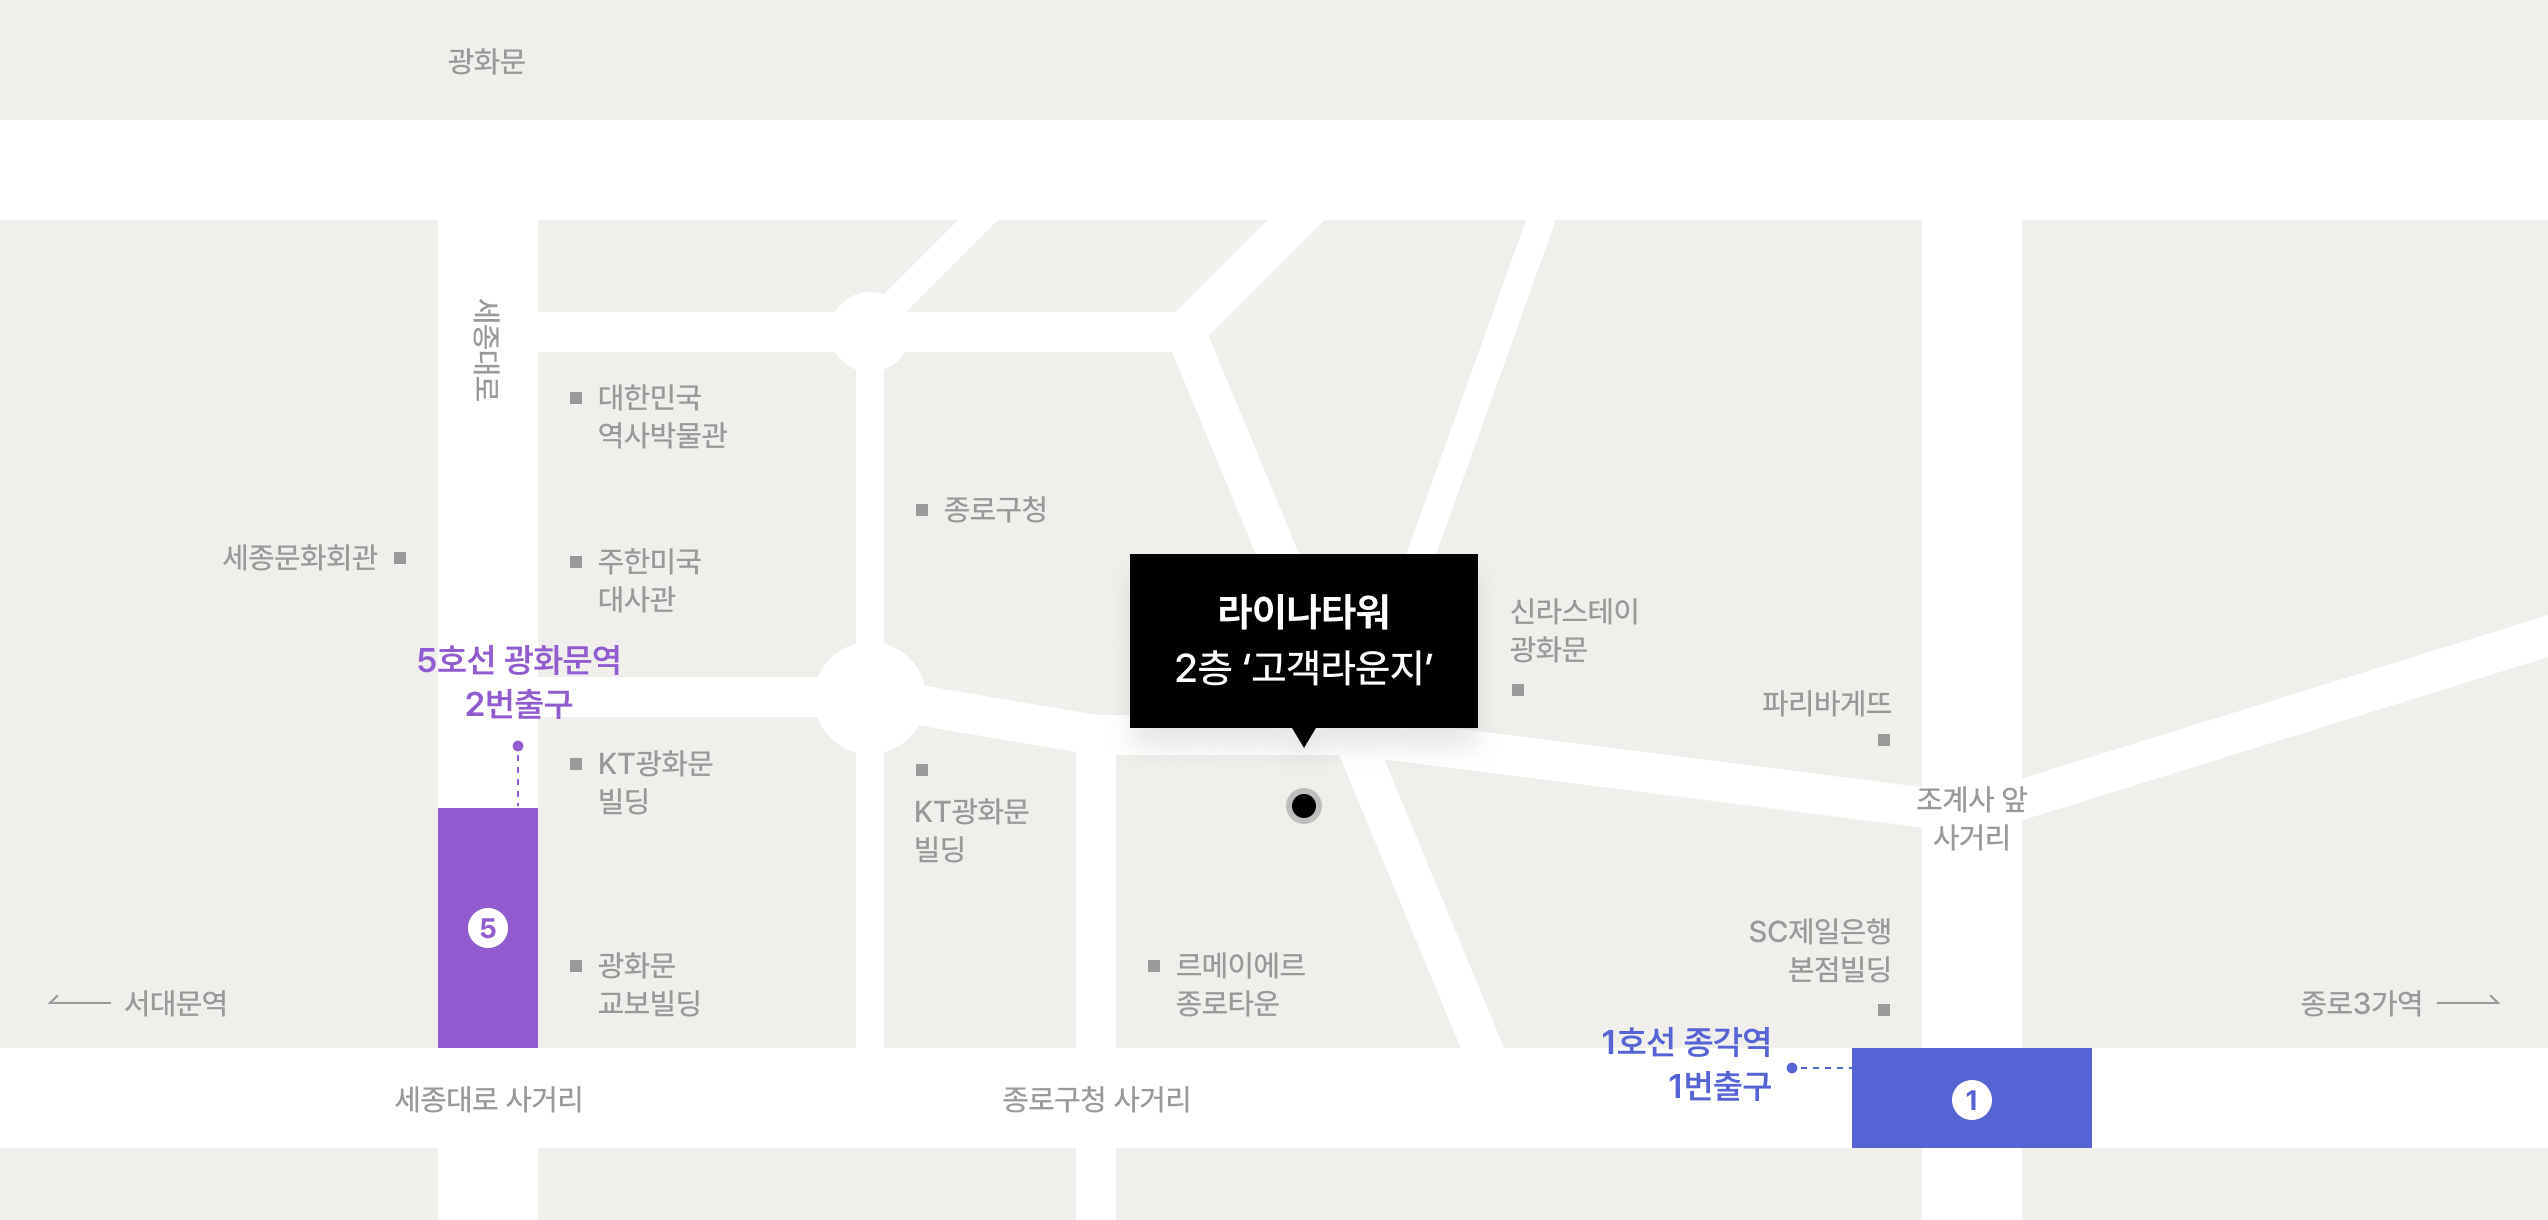 광화문
세종대로
대한민국
역사박물관
종로구청
세종문화회관
주한미국
대사관
라이나타워
2층 ‘고객라운지’
신라스테이
광화문
5호선 광화문역
2번출구
파리바게뜨
KT광화문
빌딩
KT광화문
빌딩
조계사 앞
사거리
5
광화문
교보빌딩
르메이에르
종로타운
SC제일은행
본점빌딩
서대문역
종로3가역
1호선 종각역
1번출구
1
세종대로 사거리
종로구청 사거리